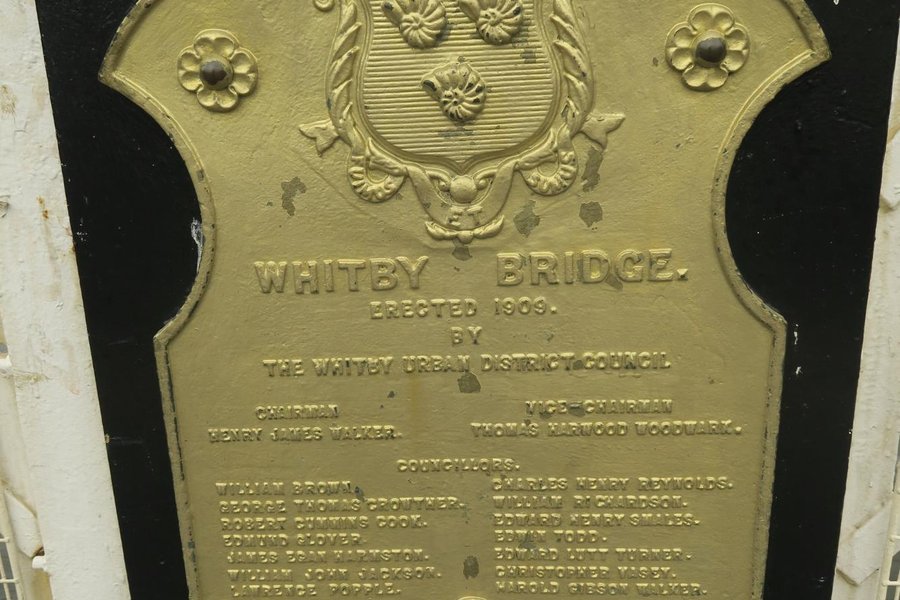 ET
WHITBY BRIDGE.
ERECTED 1909.
BY
THE WHITBY URBAN DISTRICT COUNCIL
CHAIRMAN
HENRY JAMES WALKER.
VICE-CHAIRMAN
THOMAS HARWOOD WOODWARK.
COUNCILLORS.
WILLIAM BROWN.
GEORGE THOMAS CROWTHER.
ROBERT CUMMINS COOK.
EDMUND GLOVER.
JAMES EGAN HARMSTON.
WILLIAM JOHN JACKSON.
LAWRENCE POPPLE.
CHARLES HENRY REYNOLDS.
WILLIAM RICHARDSON.
EDWARD HENRY SMALES.
EDWIN TODD.
EDWARD LUTT TURNER.
CHRISTOPHER VASEY.
HAROLD GIBSON WALKER.